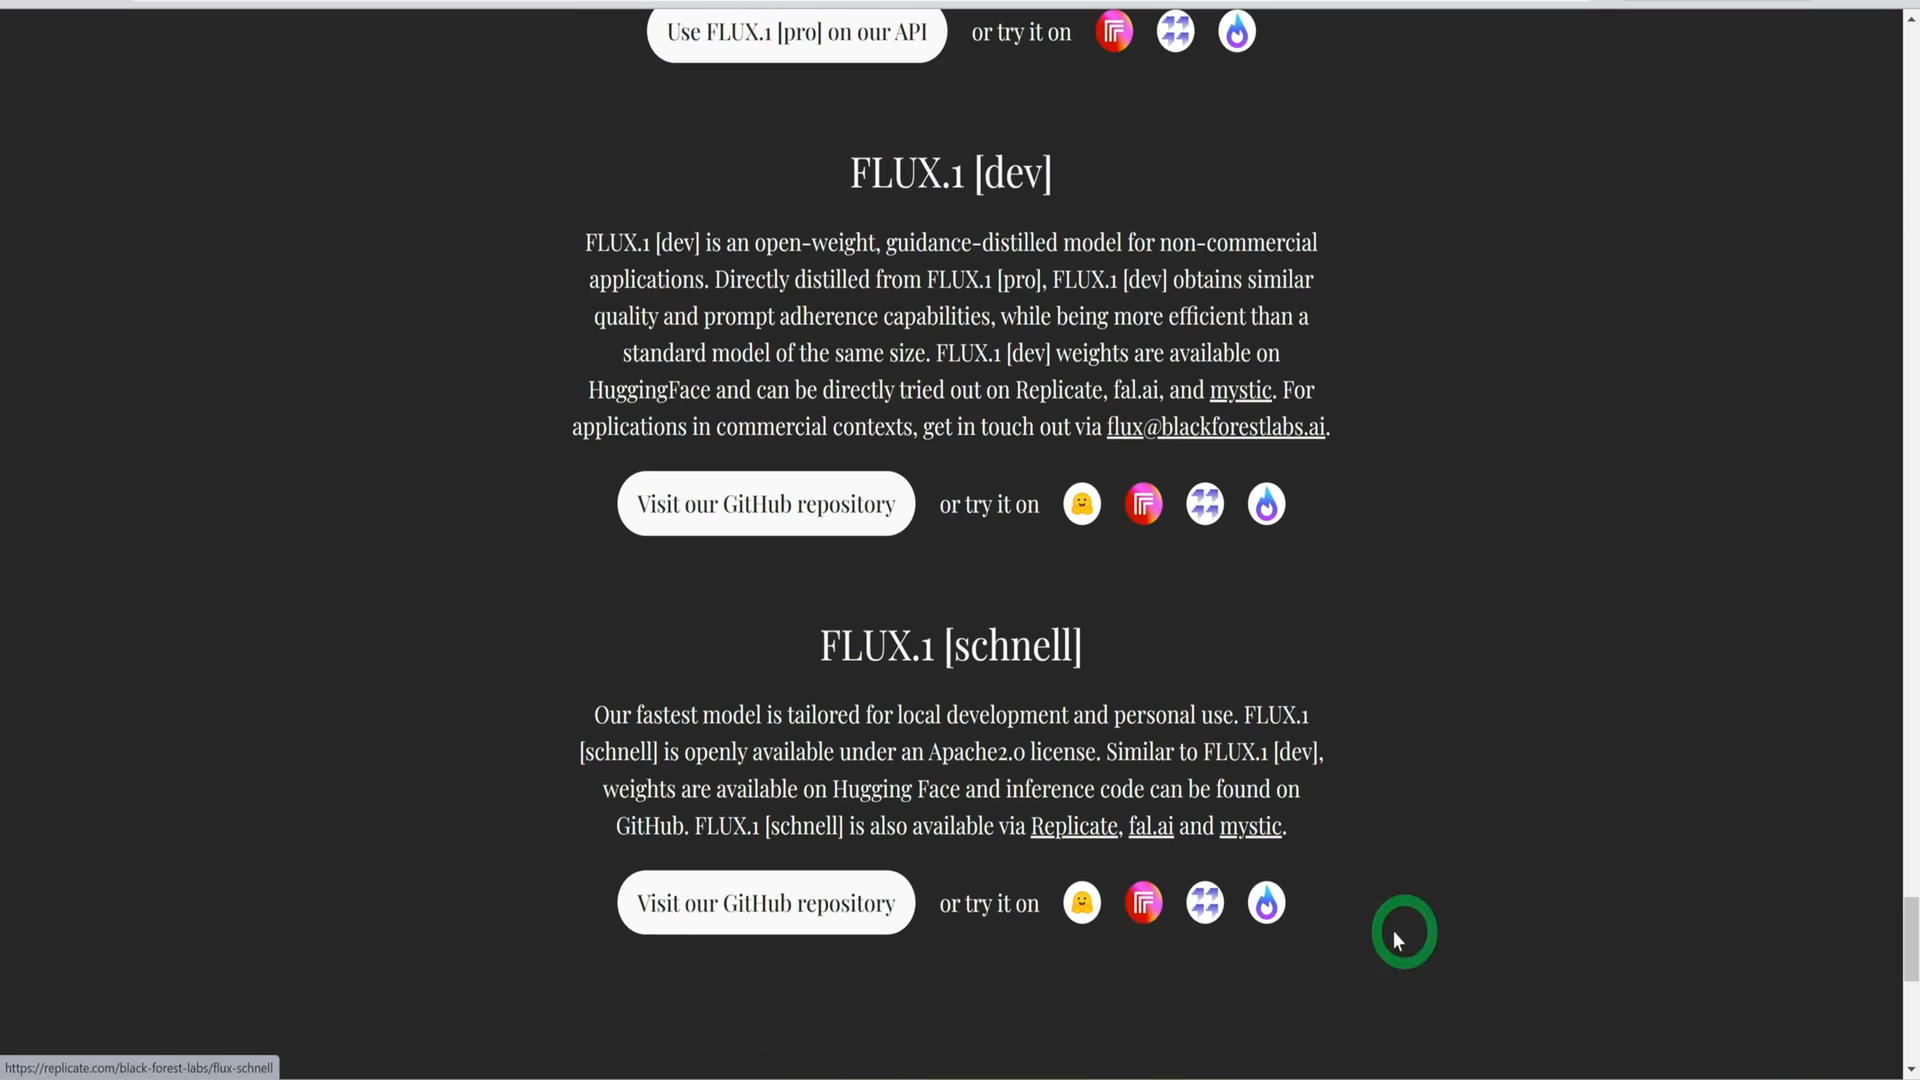 Use FLUX.1 [pro] on our API or try it on
FLUX.1 [dev]
FLUX.1 [dev] is an open-weight, guidance-distilled model for non-commercial
applications. Directly distilled from FLUX.1 [pro], FLUX.1 [dev] obtains similar
quality and prompt adherence capabilities, while being more efficient than a
standard model of the same size. FLUX.1 [dev] weights are available on
HuggingFace and can be directly tried out on Replicate, fal.ai, and mystic. For
applications in commercial contexts, get in touch out via flux@blackforestlabs.ai.
Visit our GitHub repository or try it on
FLUX.1 [schnell]
Our fastest model is tailored for local development and personal use. FLUX.1
[schnell] is openly available under an Apache2.0 license. Similar to FLUX.1 [dev],
weights are available on Hugging Face and inference code can be found on
GitHub. FLUX.1 [schnell] is also available via Replicate, fal.ai and mystic.
Visit our GitHub repository or try it on
https://replicate.com/black-forest-labs/flux-schnell